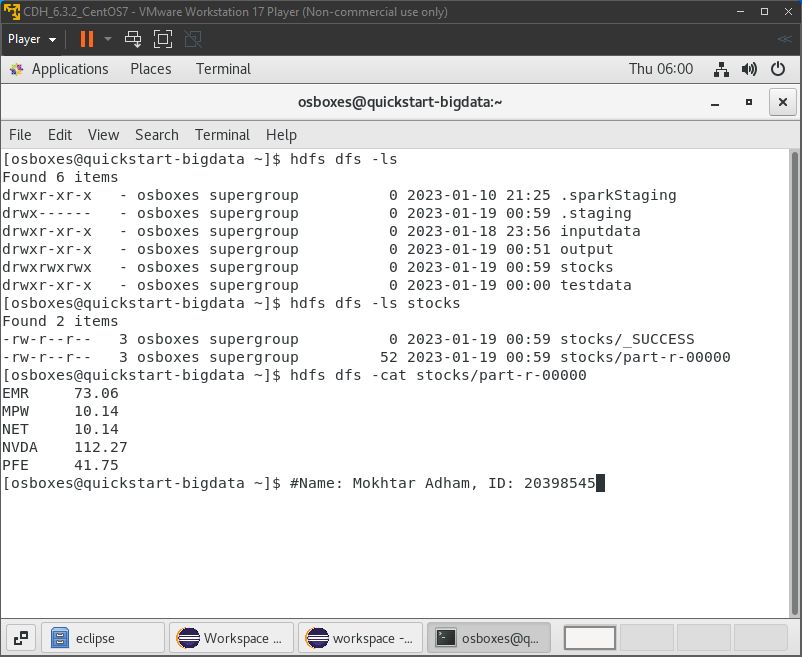 CDH_6.3.2_CentOS7 - VMware Workstation 17 Player (Non-commercial use only)
Player
Applications Places Terminal Thu 06:00
osboxes@quickstart-bigdata:~
File Edit View Search Terminal Help
[osboxes@quickstart-bigdata ~]$ hdfs dfs -ls
Found 6 items
drwxr-xr-x   - osboxes supergroup          0 2023-01-10 21:25 .sparkStaging
drwx------   - osboxes supergroup          0 2023-01-19 00:59 .staging
drwxr-xr-x   - osboxes supergroup          0 2023-01-18 23:56 inputdata
drwxr-xr-x   - osboxes supergroup          0 2023-01-19 00:51 output
drwxrwxrwx   - osboxes supergroup          0 2023-01-19 00:59 stocks
drwxr-xr-x   - osboxes supergroup          0 2023-01-19 00:00 testdata
[osboxes@quickstart-bigdata ~]$ hdfs dfs -ls stocks
Found 2 items
-rw-r--r--   3 osboxes supergroup          0 2023-01-19 00:59 stocks/_SUCCESS
-rw-r--r--   3 osboxes supergroup         52 2023-01-19 00:59 stocks/part-r-00000
[osboxes@quickstart-bigdata ~]$ hdfs dfs -cat stocks/part-r-00000
EMR     73.06
MPW     10.14
NET     10.14
NVDA    112.27
PFE     41.75
[osboxes@quickstart-bigdata ~]$ #Name: Mokhtar Adham, ID: 20398545
eclipse Workspace ... workspace -... osboxes@q...